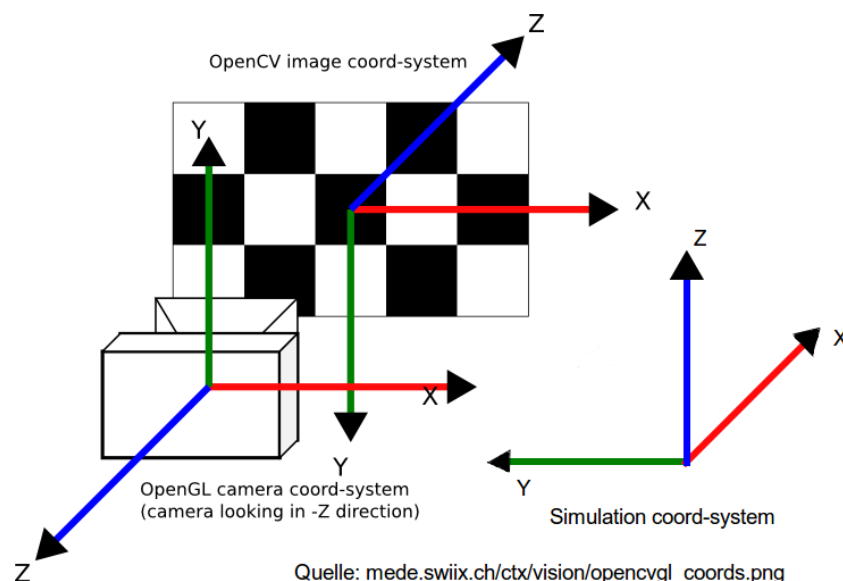 Z
OpenCV image coord-system
Y
X
Z
X
X
Y
Y
OpenGL camera coord-system
(camera looking in -Z direction)
Simulation coord-system
Z
Quelle: mede.swiix.ch/ctx/vision/opencvgl_coords.png